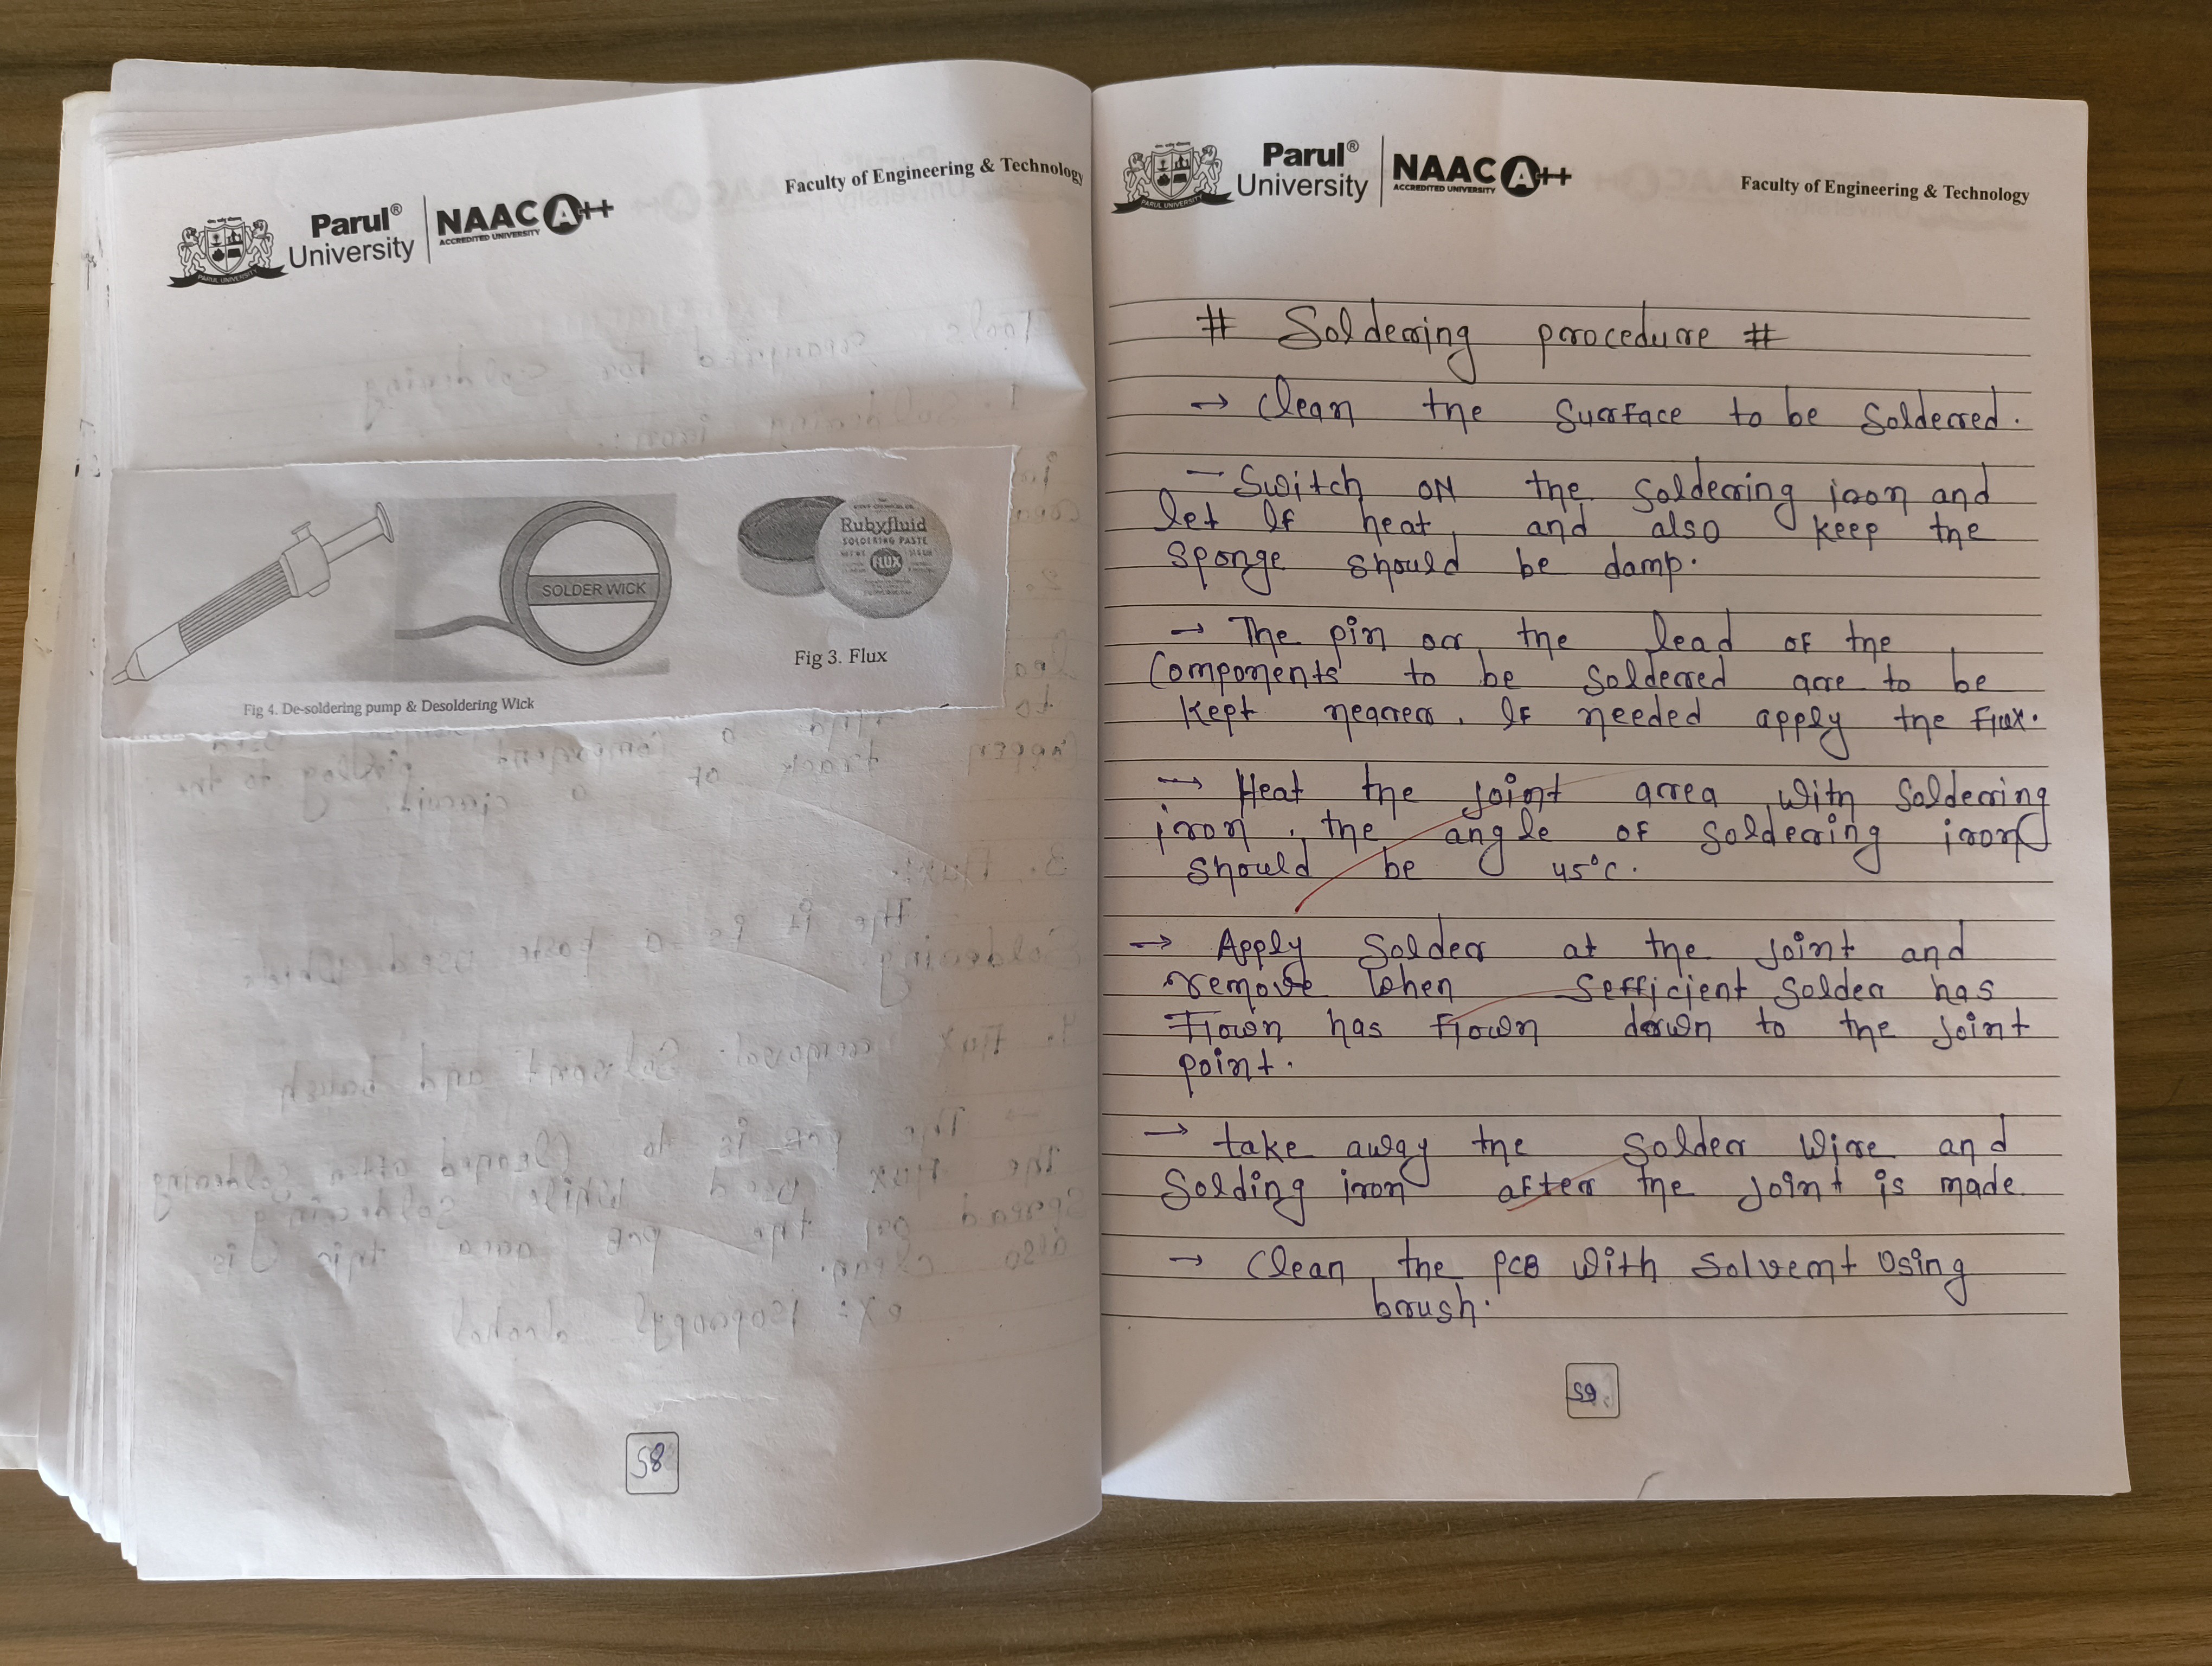 Parul®
University
NAAC A++
ACCREDITED UNIVERSITY
PARUL UNIVERSITY
Faculty of Engineering & Technology
SOLDER WICK
Rubyfluid
SOLDERING PASTE
FLUX
Fig 3. Flux
Fig 4. De-soldering pump & Desoldering Wick
58
Parul®
University
NAAC A++
ACCREDITED UNIVERSITY
PARUL UNIVERSITY
Faculty of Engineering & Technology
# Soldering procedure #
→ Clean the Surface to be Soldered.
– Switch ON the Soldering iron and
let If heat, and also keep the
Sponge should be damp.
→ The pin or the lead of the
Components to be Soldered are to be
Kept nearer. If needed apply the Flux.
→ Heat the joint area with Soldering
iron, the angle of Soldering iron
Should be 45°C.
→ Apply Solder at the joint and
remove When Sefficient Solder has
Flown has flown down to the joint
point.
→ take away the Solder Wire and
Solding iron after the joint is made
→ Clean the PCB With Solvent Using
brush.
59